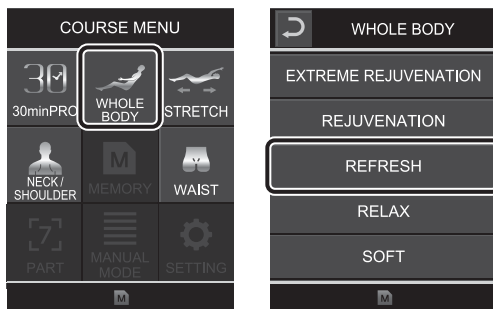 COURSE MENU
30
30minPRO
WHOLE
BODY
STRETCH
NECK/
SHOULDER
M
MEMORY
WAIST
7
PART
MANUAL
MODE
SETTING
M
WHOLE BODY
EXTREME REJUVENATION
REJUVENATION
REFRESH
RELAX
SOFT
M